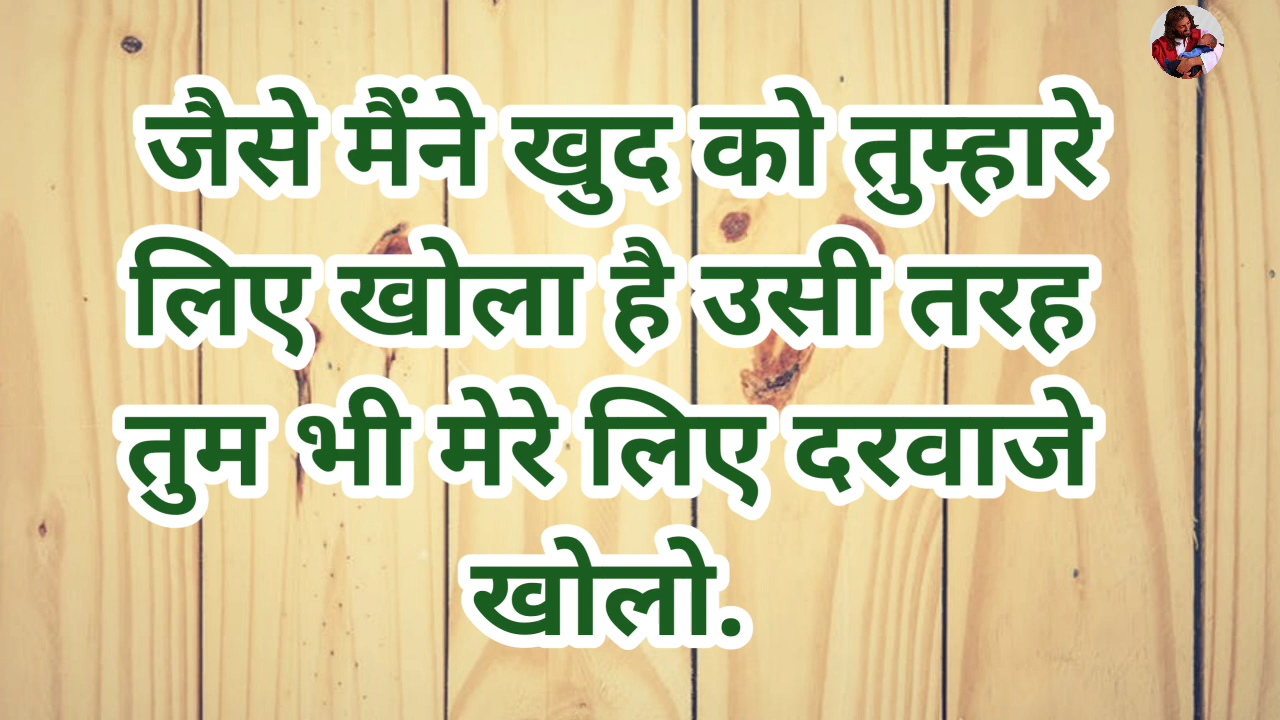 जैसे मैंने खुद को तुम्हारे
लिए खोला है उसी तरह
तुम भी मेरे लिए दरवाजे
खोलो.